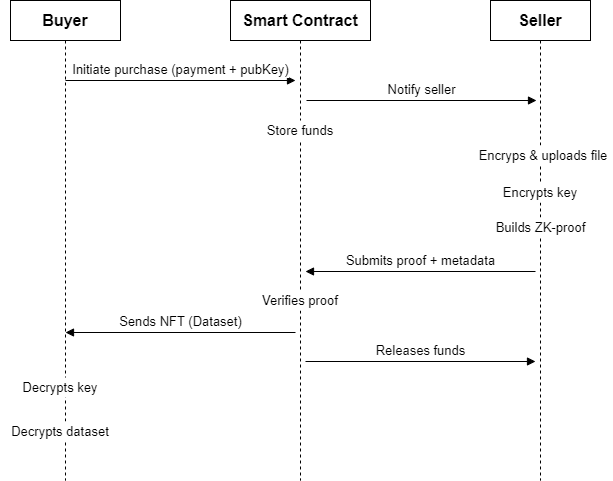 Buyer
Smart Contract
Seller
Initiate purchase (payment + pubKey)
Notify seller
Store funds
Encryps & uploads file
Encrypts key
Builds ZK-proof
Submits proof + metadata
Verifies proof
Sends NFT (Dataset)
Releases funds
Decrypts key
Decrypts dataset